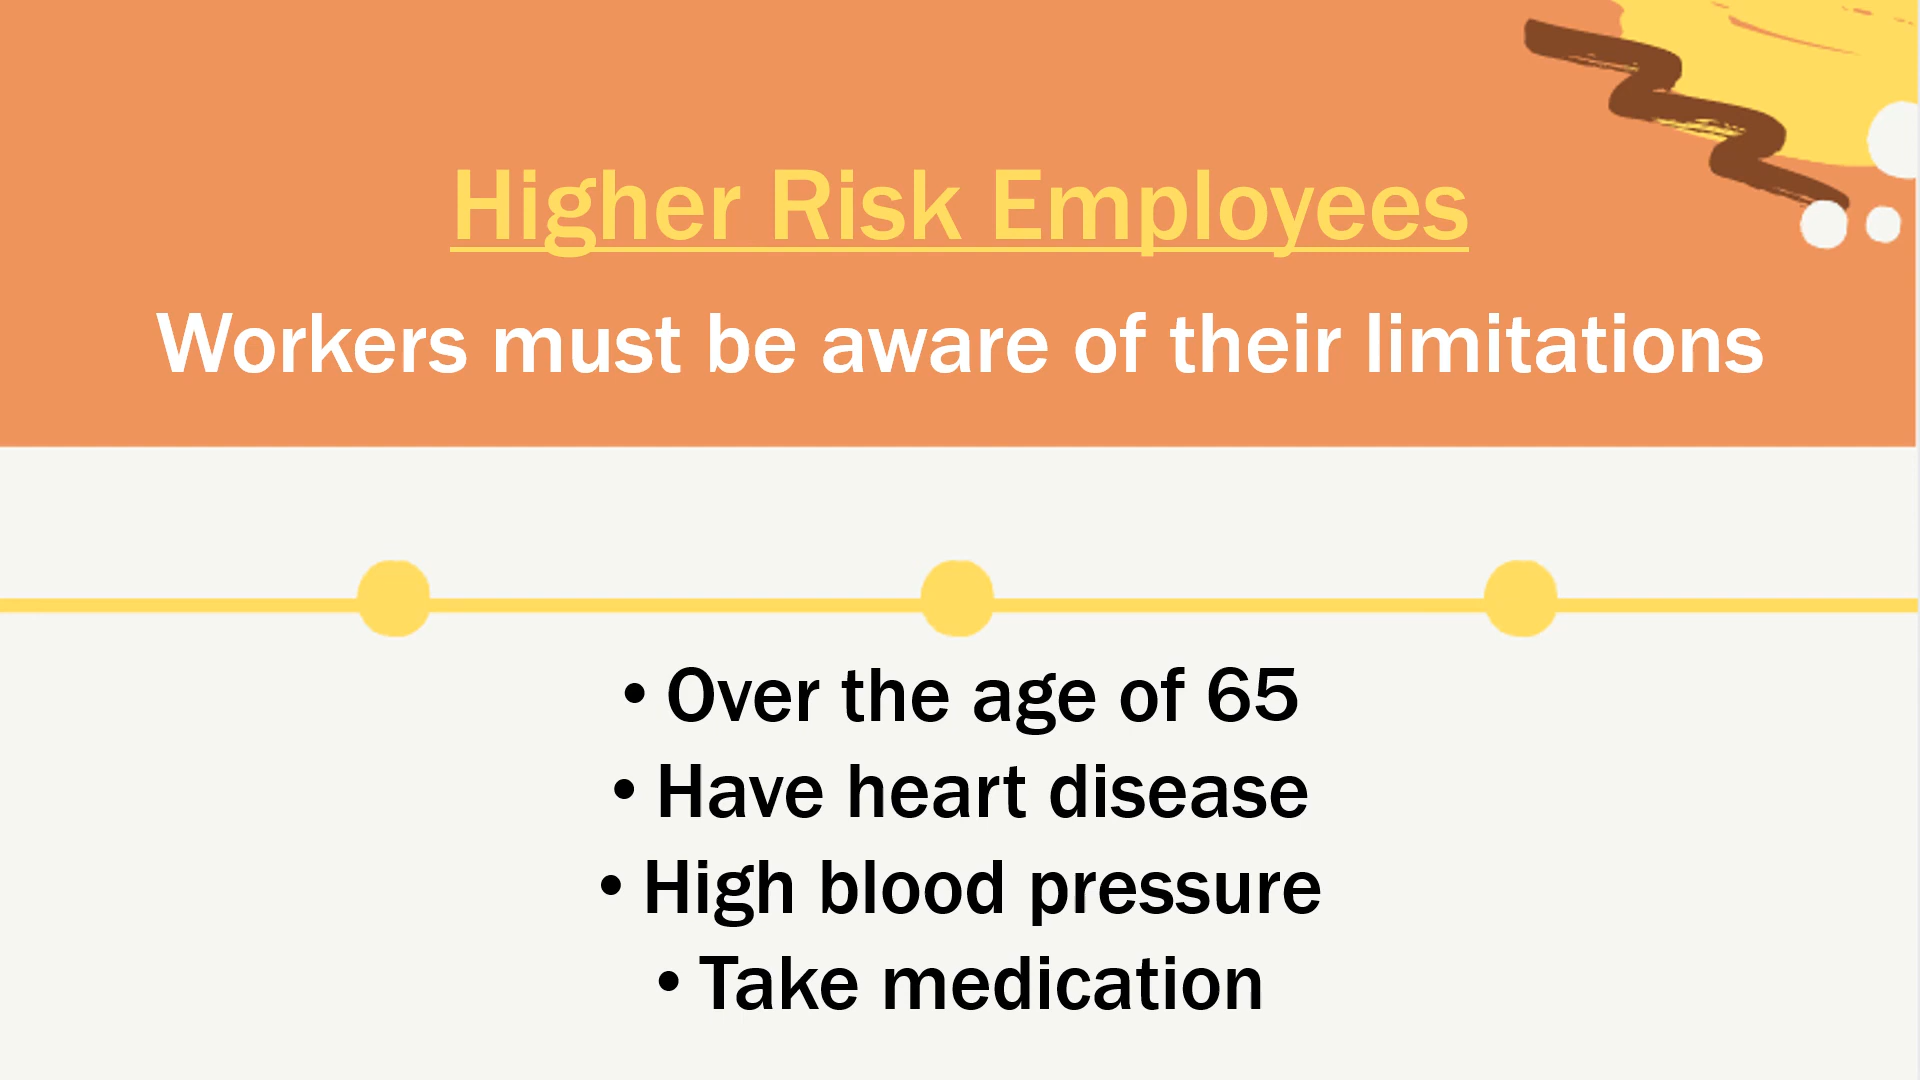 Higher Risk Employees
Workers must be aware of their limitations
• Over the age of 65
• Have heart disease
• High blood pressure
• Take medication